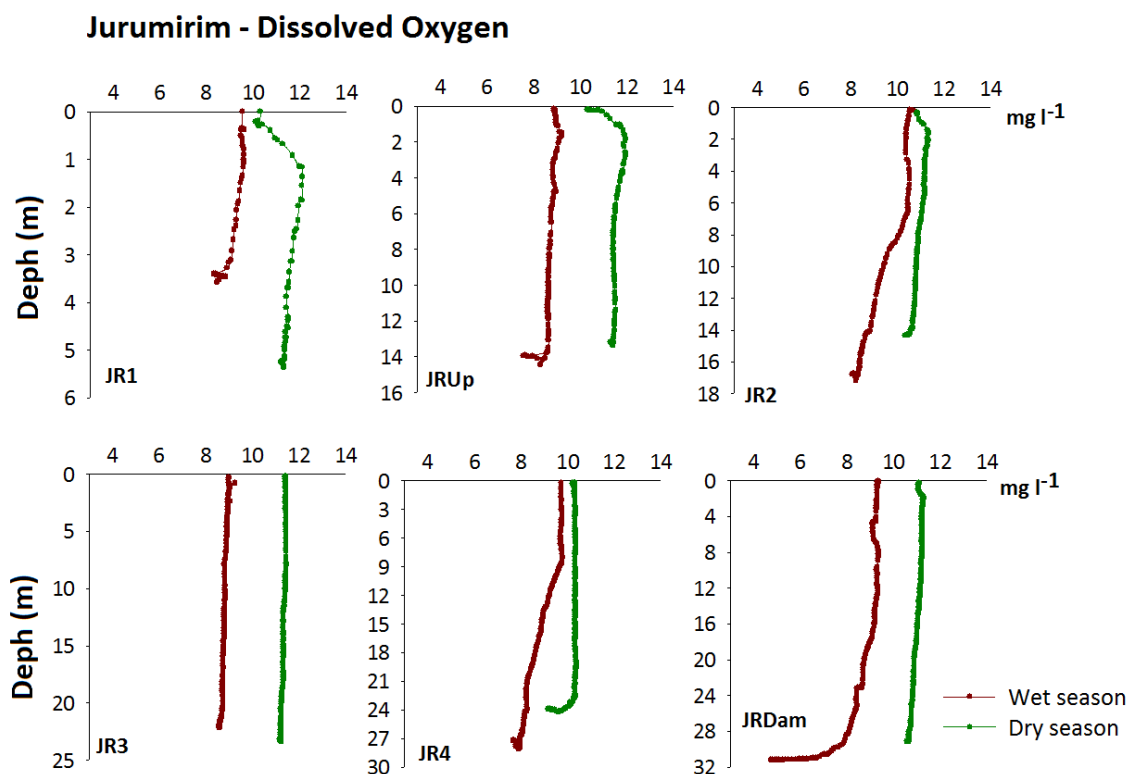 Jurumirim - Dissolved Oxygen
4 6 8 10 12 14
4 6 8 10 12 14
4 6 8 10 12 14
mg l-1
Deph (m)
0
1
2
3
4
5
6
JR1
0
2
4
6
8
10
12
14
16
JRUp
0
2
4
6
8
10
12
14
16
18
JR2
4 6 8 10 12 14
4 6 8 10 12 14
4 6 8 10 12 14
mg l-1
Deph (m)
0
5
10
15
20
25
JR3
0
3
6
9
12
15
18
21
24
27
30
JR4
0
4
8
12
16
20
24
28
32
JRDam
Wet season
Dry season